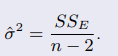 σ̂² = SS_E / (n − 2).